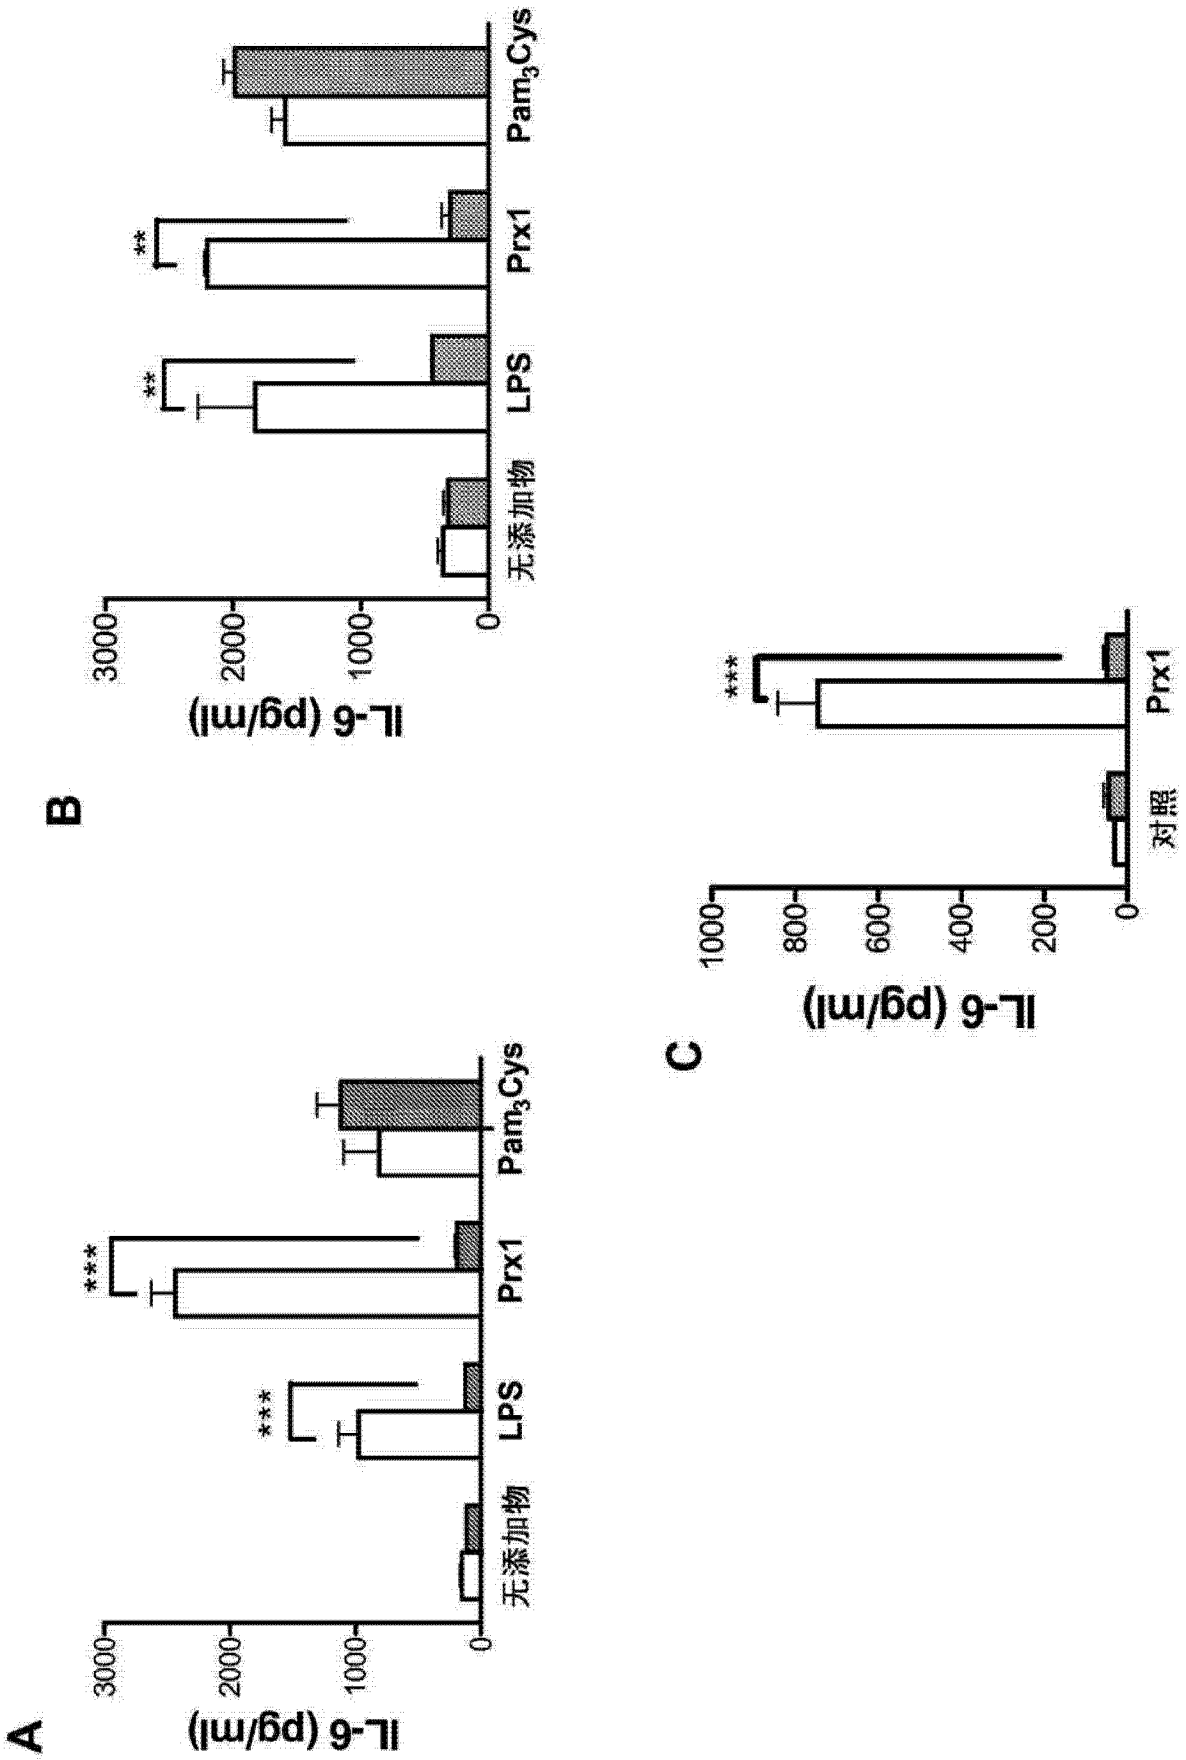 A
IL-6 (pg/ml)
3000
2000
1000
0
***
***
无添加物 LPS Prx1 Pam3Cys
B
IL-6 (pg/ml)
3000
2000
1000
0
**
**
无添加物 LPS Prx1 Pam3Cys
C
IL-6 (pg/ml)
1000
800
600
400
200
0
***
对照 Prx1